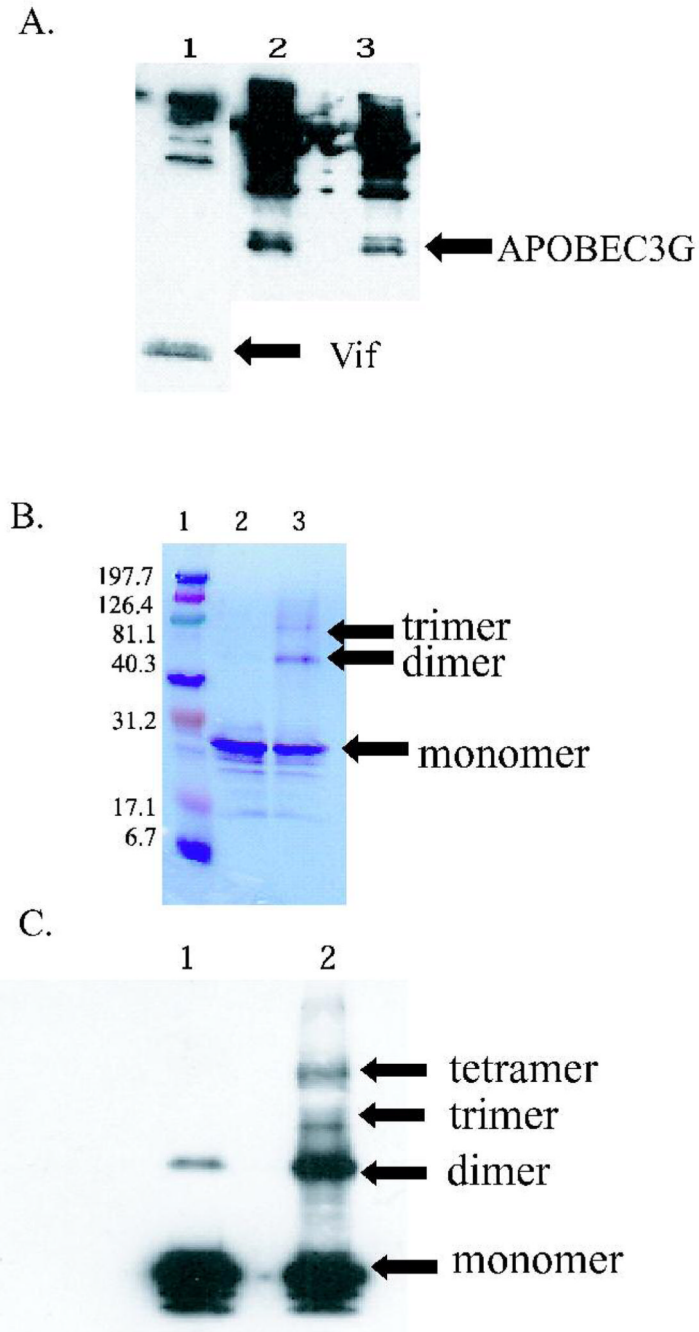 A.
1 2 3
APOBEC3G
Vif
B.
1 2 3
197.7
126.4
81.1
40.3
31.2
17.1
6.7
trimer
dimer
monomer
C.
1 2
tetramer
trimer
dimer
monomer